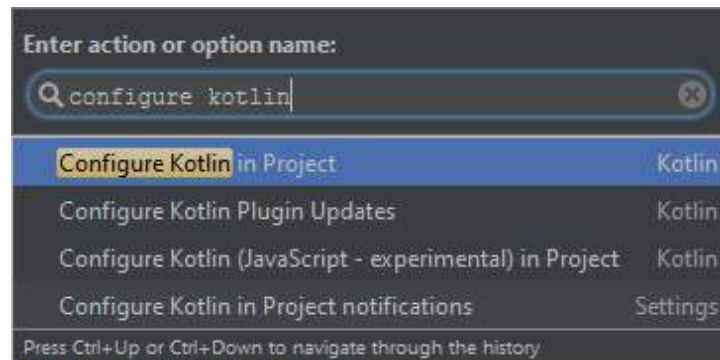 Enter action or option name:
configure kotlin
Configure Kotlin in Project Kotlin
Configure Kotlin Plugin Updates Kotlin
Configure Kotlin (JavaScript - experimental) in Project Kotlin
Configure Kotlin in Project notifications Settings
Press Ctrl+Up or Ctrl+Down to navigate through the history